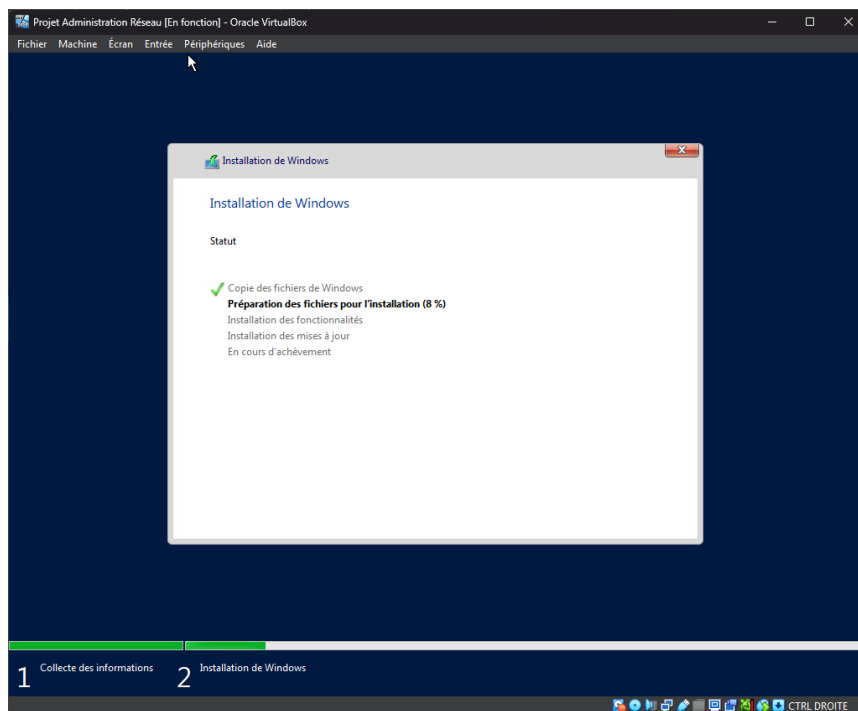 Projet Administration Réseau [En fonction] - Oracle VirtualBox
Fichier Machine Écran Entrée Périphériques Aide
Installation de Windows
Installation de Windows
Statut
Copie des fichiers de Windows
Préparation des fichiers pour l'installation (8 %)
Installation des fonctionnalités
Installation des mises à jour
En cours d'achèvement
1 Collecte des informations 2 Installation de Windows
CTRL DROITE